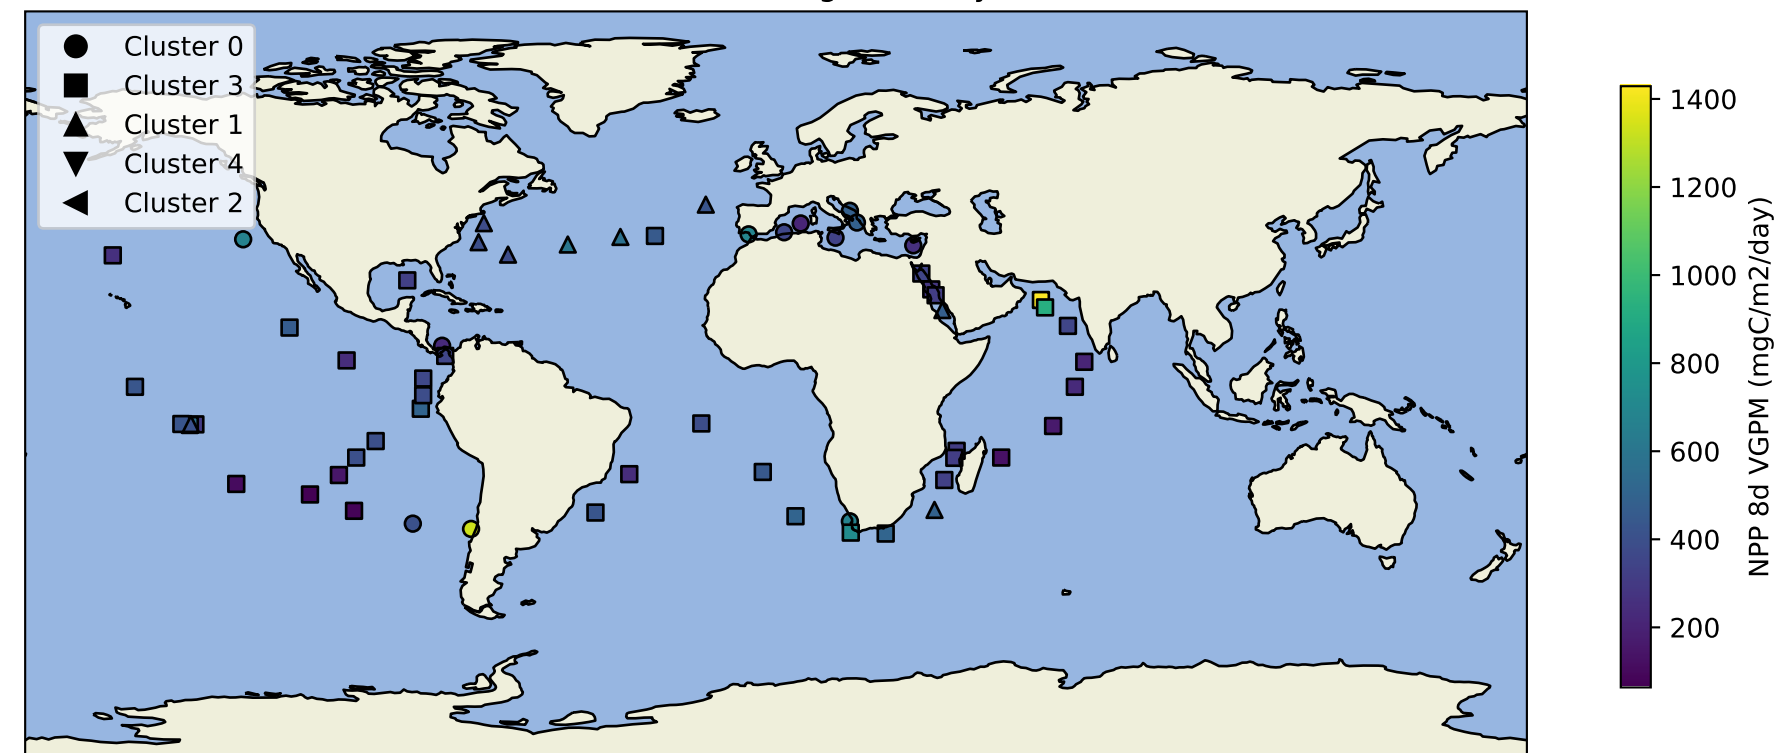 Cluster 0
Cluster 3
Cluster 1
Cluster 4
Cluster 2
1400
1200
1000
800
600
400
200
NPP 8d VGPM (mgC/m2/day)